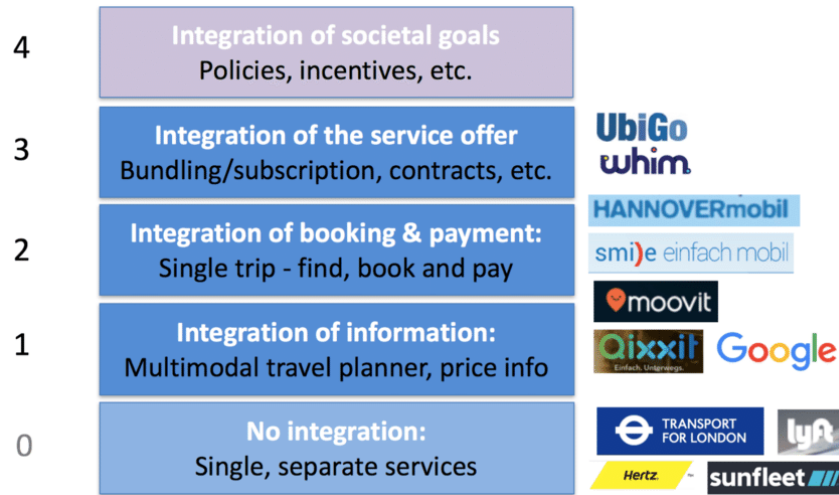 4
Integration of societal goals
Policies, incentives, etc.
3
Integration of the service offer
Bundling/subscription, contracts, etc.
UbiGo
whim
2
Integration of booking & payment:
Single trip - find, book and pay
HANNOVERmobil
smi)e einfach mobil
1
Integration of information:
Multimodal travel planner, price info
moovit
Qixxit
Einfach. Unterwegs.
Google
0
No integration:
Single, separate services
TRANSPORT
FOR LONDON
lyft
Hertz
sunfleet